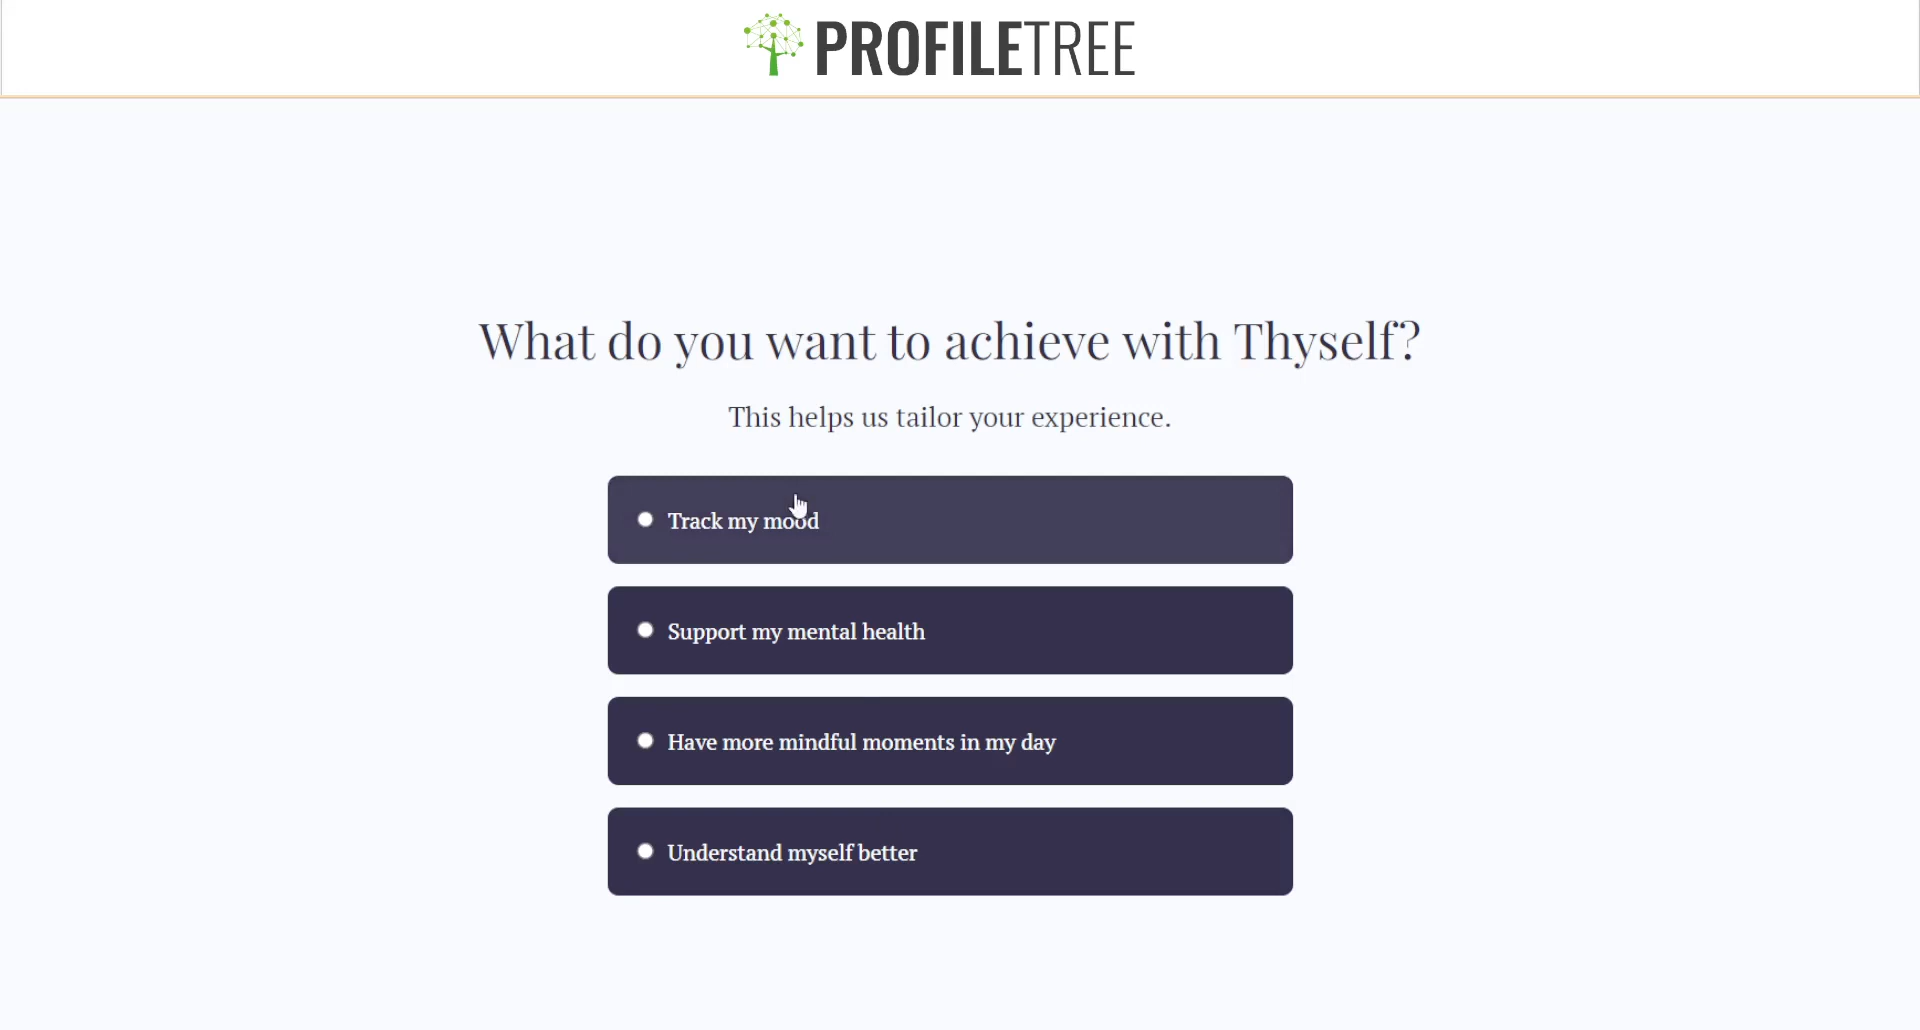 PROFILETREE
What do you want to achieve with Thyself?
This helps us tailor your experience.
Track my mood
Support my mental health
Have more mindful moments in my day
Understand myself better